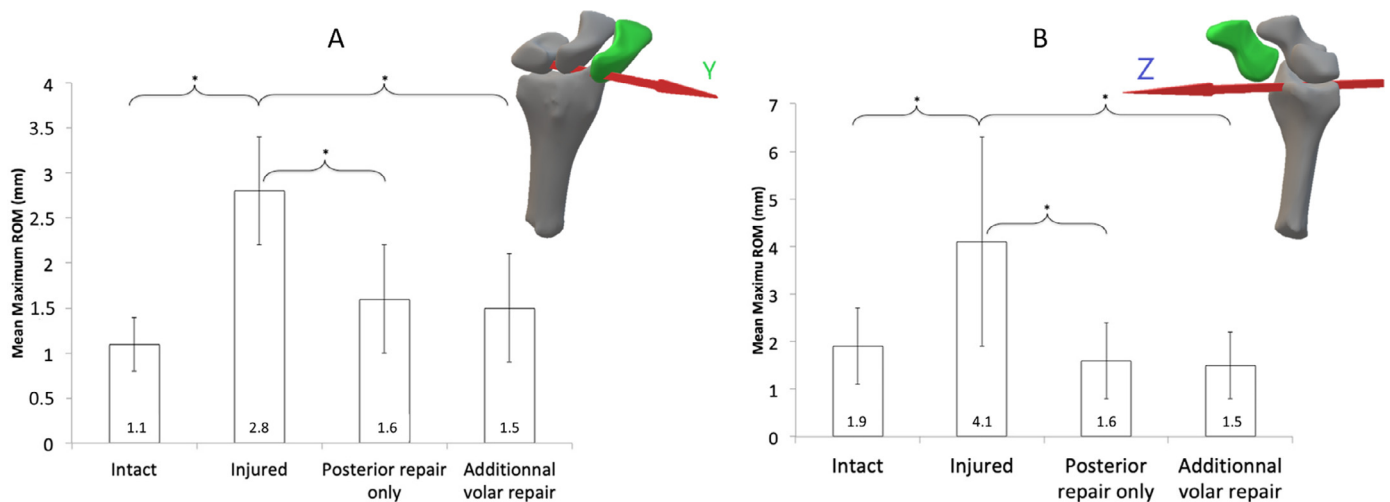 A
Y
*
*
*
Mean Maximum ROM (mm)
4
3.5
3
2.5
2
1.5
1
0.5
0
1.1
2.8
1.6
1.5
Intact
Injured
Posterior repair
only
Additionnal
volar repair
B
Z
*
*
*
Mean Maximu ROM (mm)
7
6
5
4
3
2
1
0
1.9
4.1
1.6
1.5
Intact
Injured
Posterior
repair only
Additionnal
volar repair